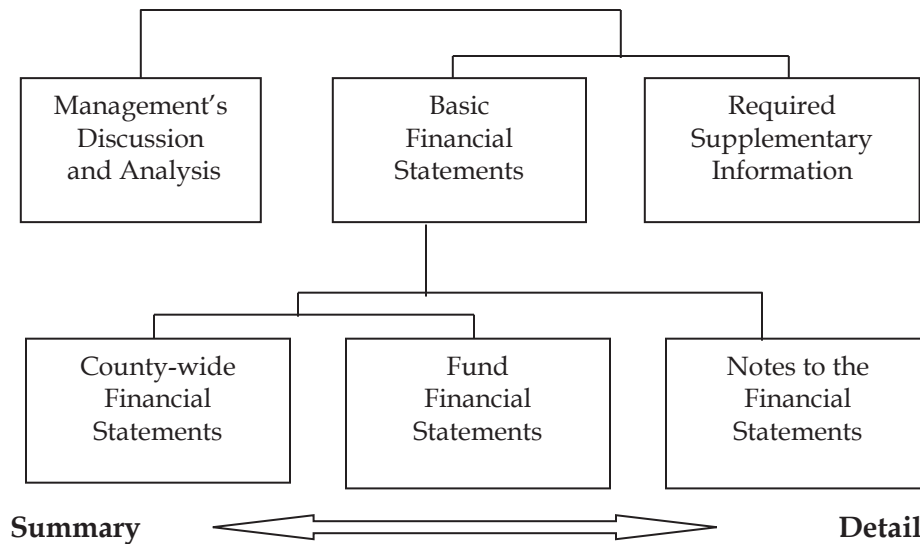 Management’s
Discussion
and Analysis
Basic
Financial
Statements
Required
Supplementary
Information
County-wide
Financial
Statements
Fund
Financial
Statements
Notes to the
Financial
Statements
Summary
Detail